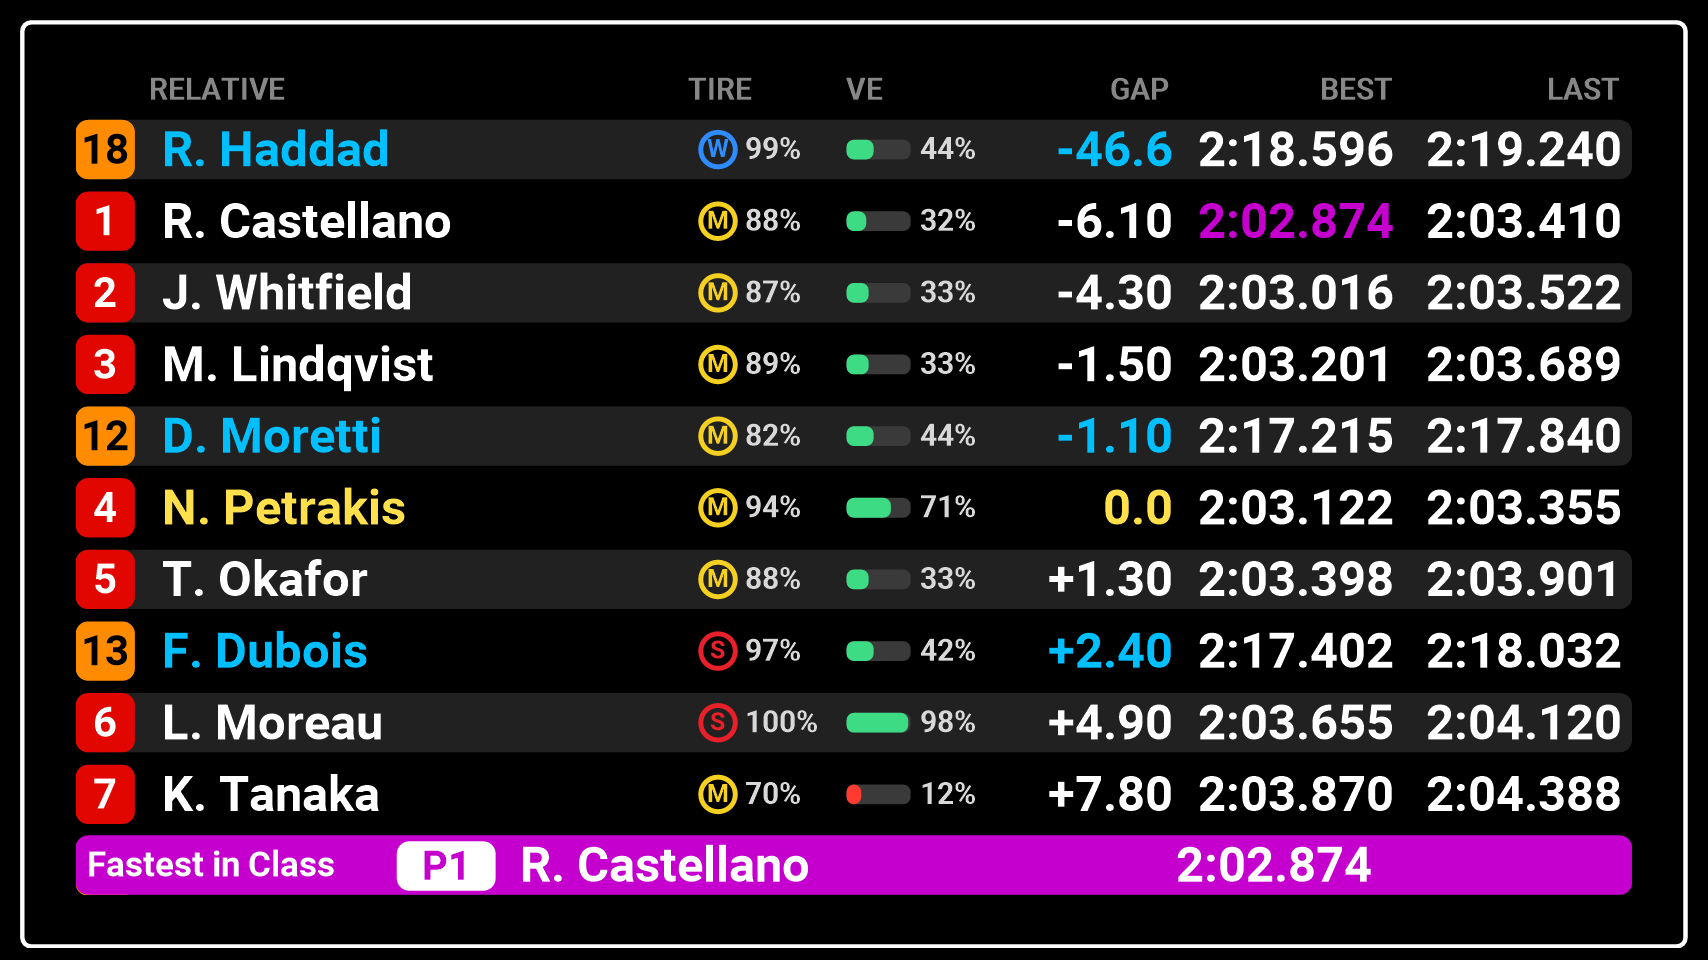 RELATIVE TIRE VE GAP BEST LAST
18 R. Haddad W 99% 44% -46.6 2:18.596 2:19.240
1 R. Castellano M 88% 32% -6.10 2:02.874 2:03.410
2 J. Whitfield M 87% 33% -4.30 2:03.016 2:03.522
3 M. Lindqvist M 89% 33% -1.50 2:03.201 2:03.689
12 D. Moretti M 82% 44% -1.10 2:17.215 2:17.840
4 N. Petrakis M 94% 71% 0.0 2:03.122 2:03.355
5 T. Okafor M 88% 33% +1.30 2:03.398 2:03.901
13 F. Dubois S 97% 42% +2.40 2:17.402 2:18.032
6 L. Moreau S 100% 98% +4.90 2:03.655 2:04.120
7 K. Tanaka M 70% 12% +7.80 2:03.870 2:04.388
Fastest in Class P1 R. Castellano 2:02.874